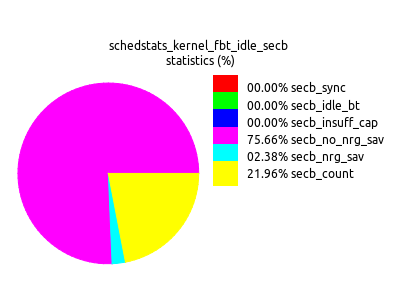 schedstats_kernel_fbt_idle_secb
statistics (%)
00.00% secb_sync
00.00% secb_idle_bt
00.00% secb_insuff_cap
75.66% secb_no_nrg_sav
02.38% secb_nrg_sav
21.96% secb_count